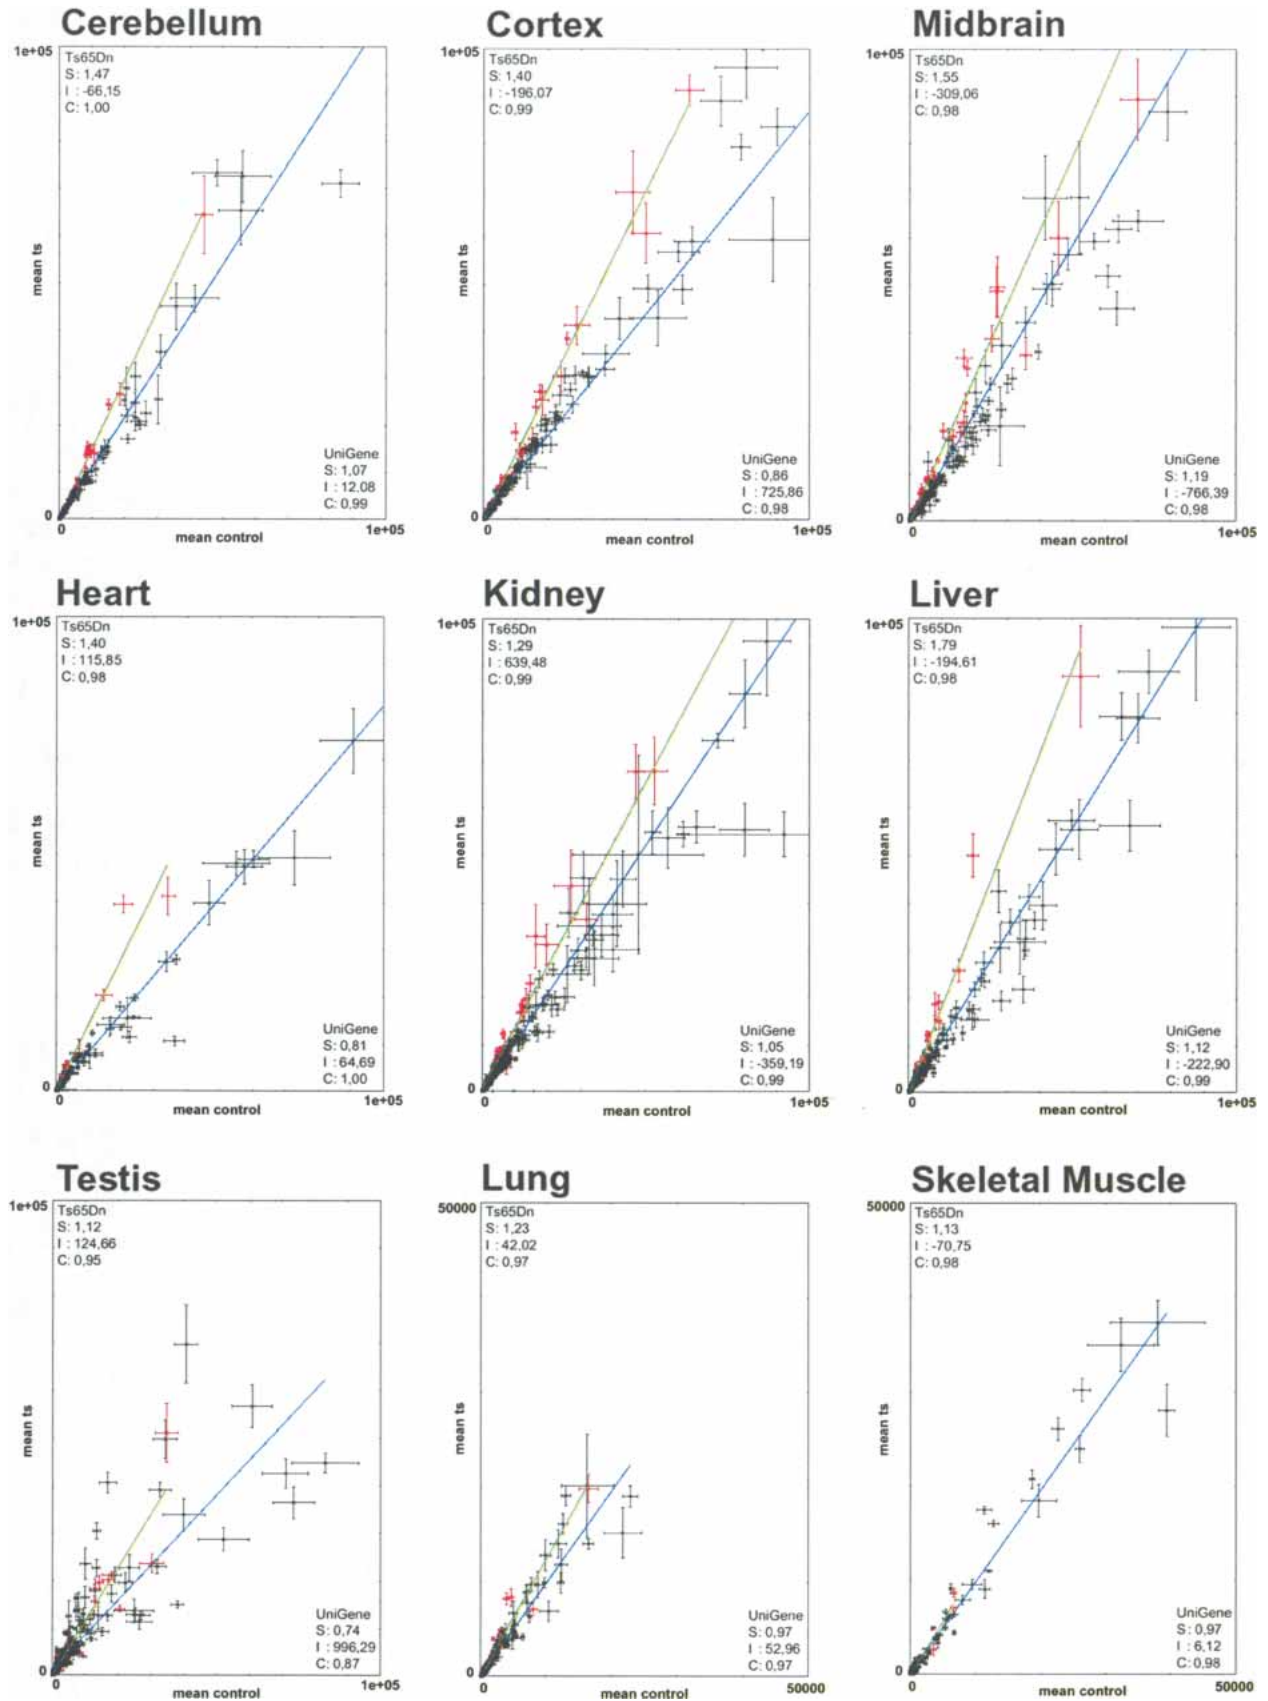 Cerebellum
1e+05
Ts65Dn
S: 1,47
I : -66,15
C: 1,00
mean ts
UniGene
S: 1,07
I : 12,08
C: 0,99
0
1e+05
mean control
Cortex
1e+05
Ts65Dn
S: 1,40
I : -196,07
C: 0,99
mean ts
UniGene
S: 0,86
I : 725,86
C: 0,98
0
0
1e+05
mean control
Midbrain
1e+05
Ts65Dn
S: 1,55
I : -309,06
C: 0,98
mean ts
UniGene
S: 1,19
I : -766,39
C: 0,98
0
0
1e+05
mean control
Heart
1e+05
Ts65Dn
S: 1,40
I : 115,85
C: 0,98
mean ts
UniGene
S: 0,81
I : 64,69
C: 1,00
0
0
1e+05
mean control
Kidney
1e+05
Ts65Dn
S: 1,29
I : 639,48
C: 0,99
mean ts
UniGene
S: 1,05
I : -359,19
C: 0,99
0
0
1e+05
mean control
Liver
1e+05
Ts65Dn
S: 1,79
I : -194,61
C: 0,98
mean ts
UniGene
S: 1,12
I : -222,90
C: 0,99
0
0
1e+05
mean control
Testis
1e+05
Ts65Dn
S: 1,12
I : 124,66
C: 0,95
mean ts
UniGene
S: 0,74
I : 996,29
C: 0,87
0
0
1e+05
mean control
Lung
50000
Ts65Dn
S: 1,23
I : 42,02
C: 0,97
mean ts
UniGene
S: 0,97
I : 52,96
C: 0,97
0
0
50000
mean control
Skeletal Muscle
50000
Ts65Dn
S: 1,13
I : -70,75
C: 0,98
mean ts
UniGene
S: 0,97
I : 6,12
C: 0,98
0
0
50000
mean control